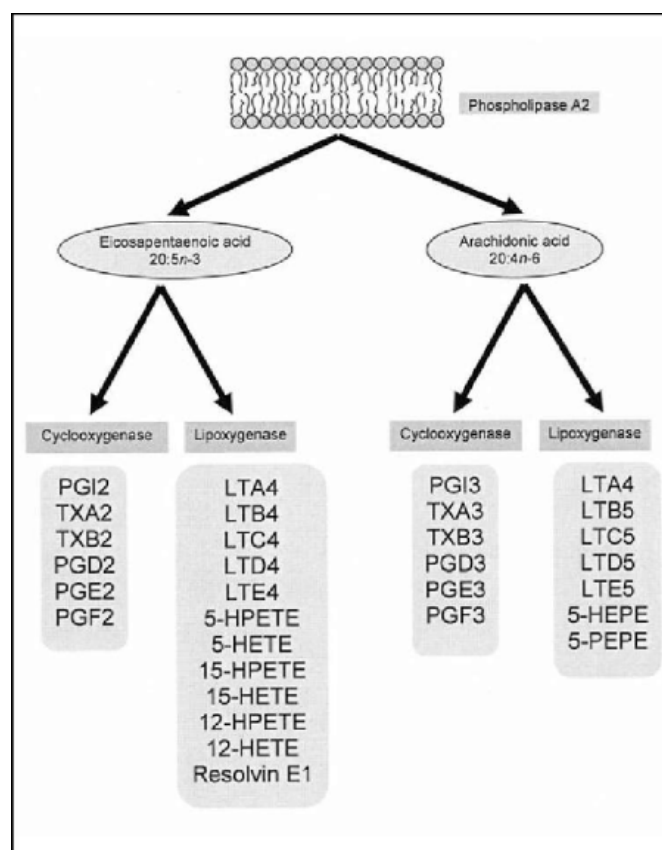 Phospholipase A2
Eicosapentaenoic acid
20:5n-3
Arachidonic acid
20:4n-6
Cyclooxygenase
Lipoxygenase
Cyclooxygenase
Lipoxygenase
PGI2
TXA2
TXB2
PGD2
PGE2
PGF2
LTA4
LTB4
LTC4
LTD4
LTE4
5-HPETE
5-HETE
15-HPETE
15-HETE
12-HPETE
12-HETE
Resolvin E1
PGI3
TXA3
TXB3
PGD3
PGE3
PGF3
LTA4
LTB5
LTC5
LTD5
LTE5
5-HEPE
5-PEPE